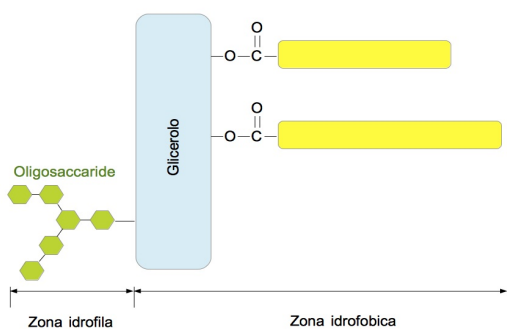 O
—O—C—
Glicerolo
O
—O—C—
Oligosaccaride
Zona idrofila
Zona idrofobica